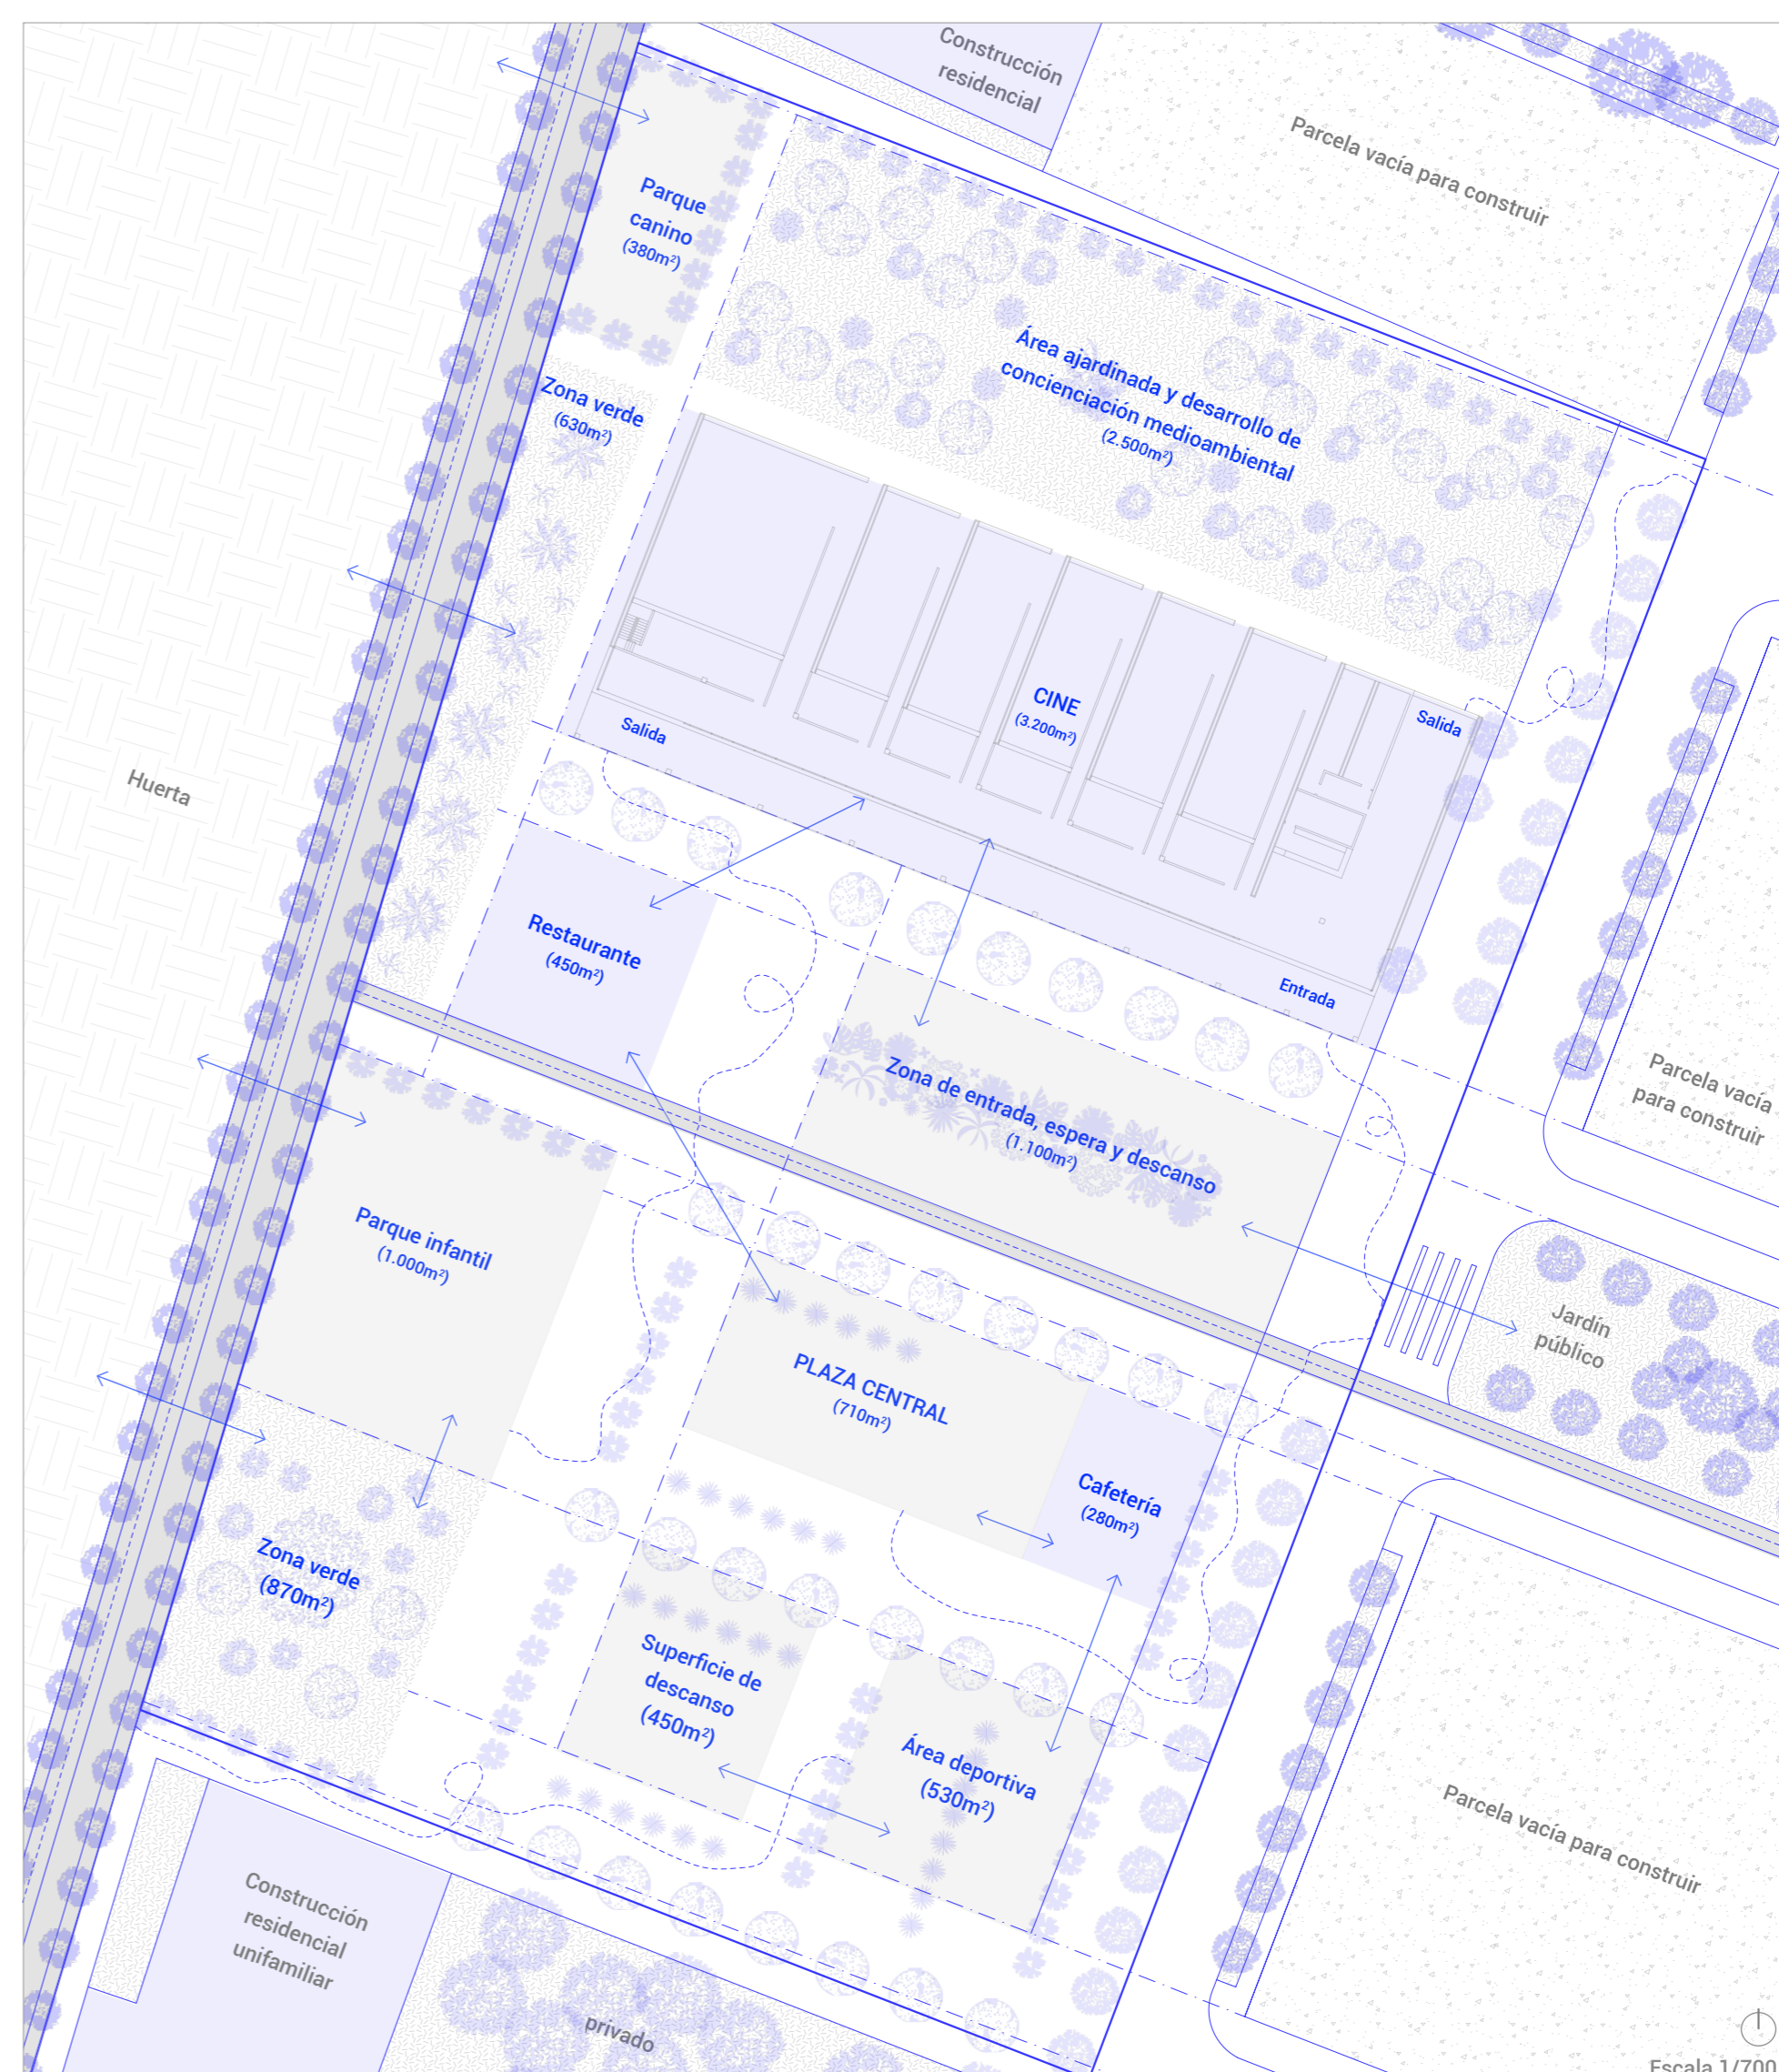 Construcción
residencial
Parcela vacía para construir
Parque
canino
(380m²)
Área ajardinada y desarrollo de
concienciación medioambiental
(2.500m²)
Zona verde
(630m²)
CINE
(3.200m²)
Salida
Salida
Huerta
Restaurante
(450m²)
Entrada
Zona de entrada, espera y descanso
(1.100m²)
Parcela vacía
para construir
Parque infantil
(1.000m²)
Jardín
público
PLAZA CENTRAL
(710m²)
Cafetería
(280m²)
Zona verde
(870m²)
Superficie de
descanso
(450m²)
Área deportiva
(530m²)
Parcela vacía para construir
Construcción
residencial
unifamiliar
privado
Escala 1/700